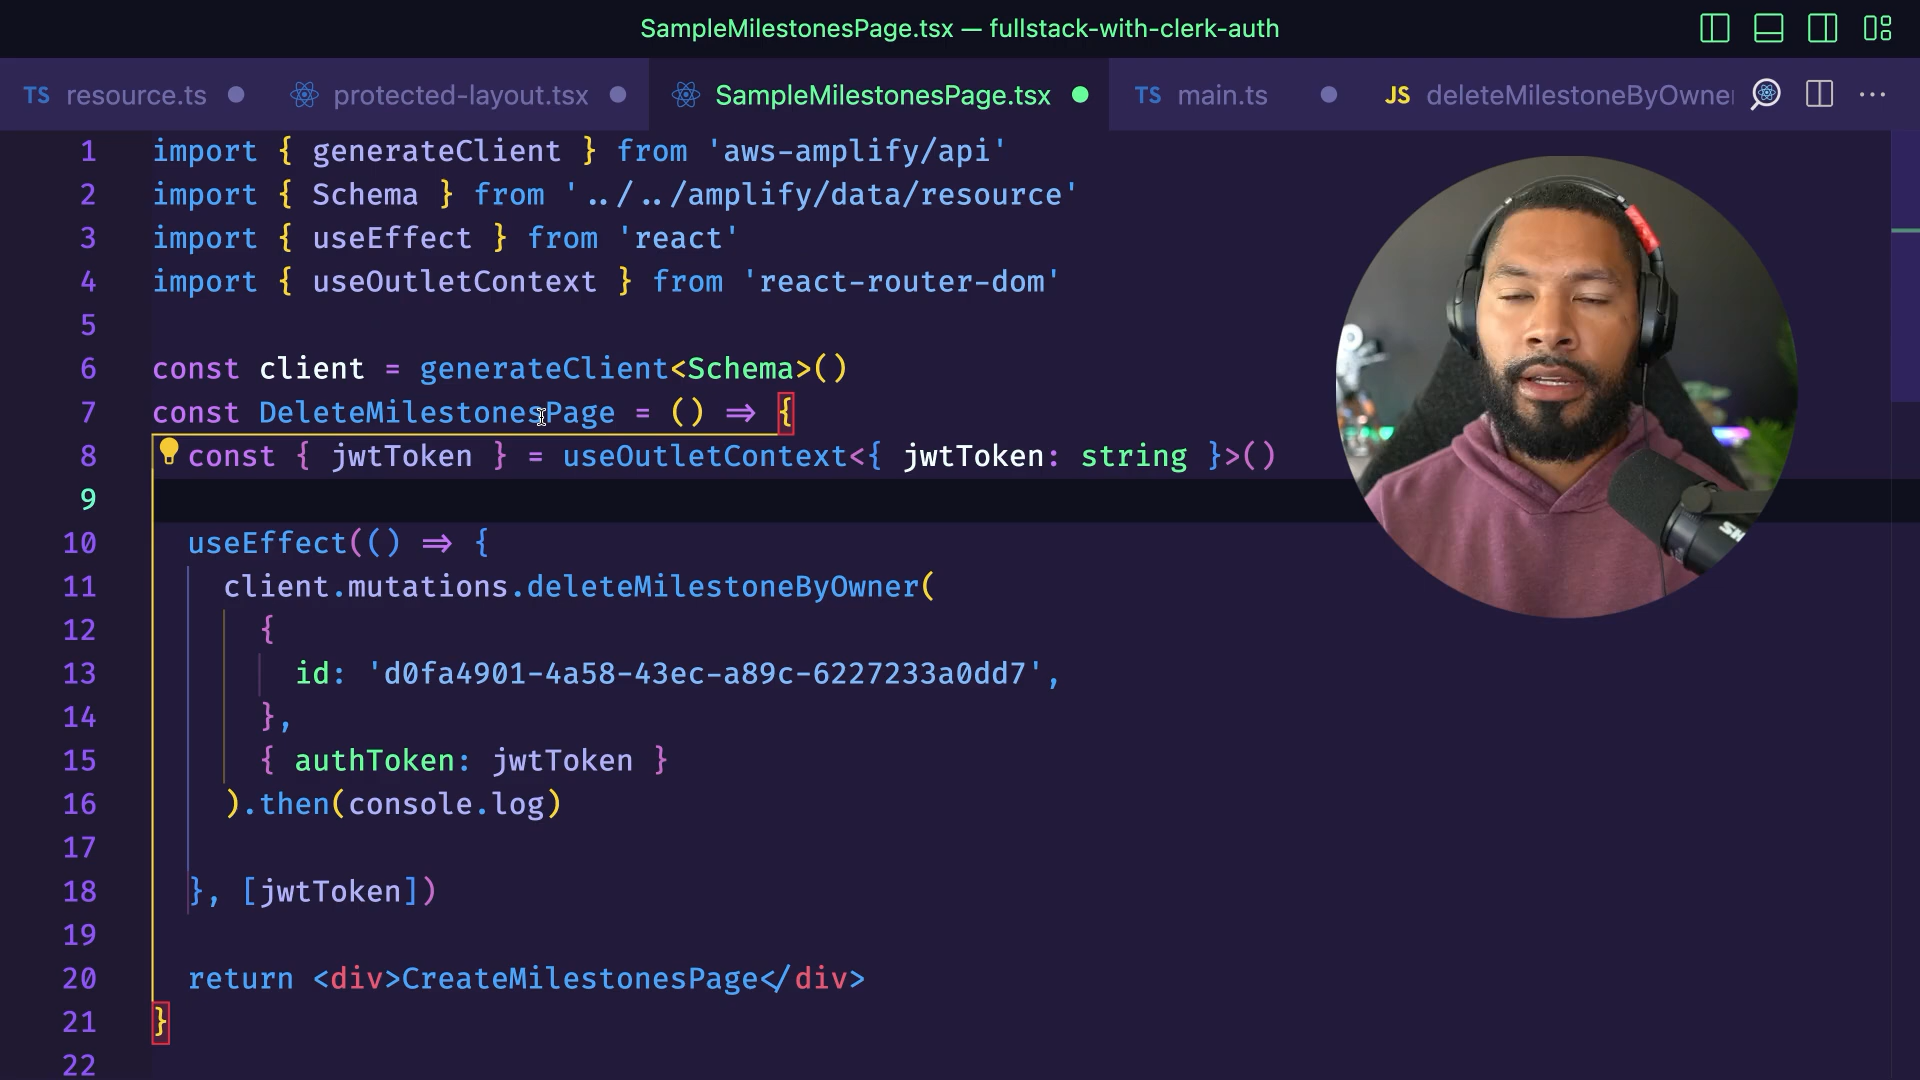 SampleMilestonesPage.tsx — fullstack-with-clerk-auth
TS resource.ts protected-layout.tsx SampleMilestonesPage.tsx TS main.ts JS deleteMilestoneByOwner
1 import { generateClient } from 'aws-amplify/api'
2 import { Schema } from '../../amplify/data/resource'
3 import { useEffect } from 'react'
4 import { useOutletContext } from 'react-router-dom'
5
6 const client = generateClient<Schema>()
7 const DeleteMilestonesPage = () => {
8 const { jwtToken } = useOutletContext<{ jwtToken: string }>()
9
10 useEffect(() => {
11 client.mutations.deleteMilestoneByOwner(
12 {
13 id: 'd0fa4901-4a58-43ec-a89c-6227233a0dd7',
14 },
15 { authToken: jwtToken }
16 ).then(console.log)
17
18 }, [jwtToken])
19
20 return <div>CreateMilestonesPage</div>
21 }
22